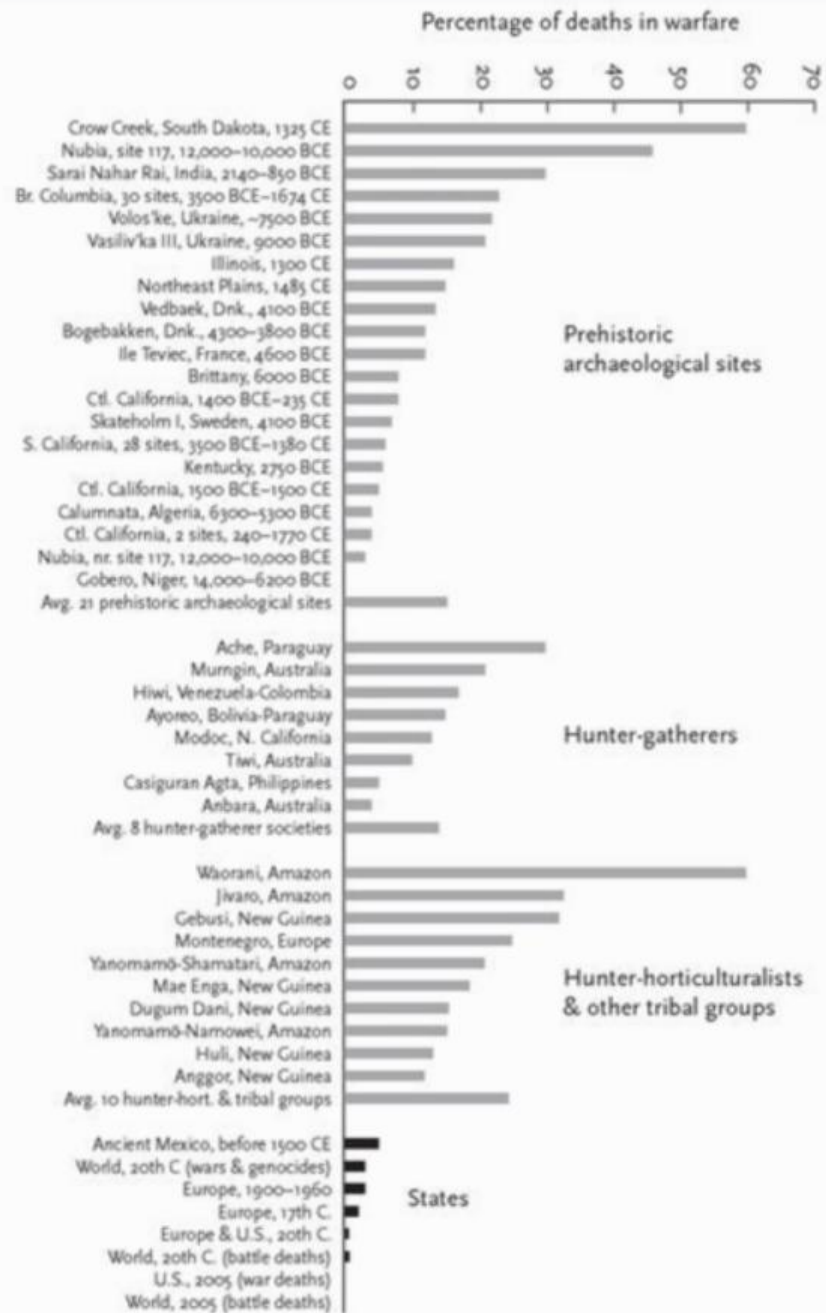 Percentage of deaths in warfare
0 10 20 30 40 50 60 70
Crow Creek, South Dakota, 1325 CE
Nubia, site 117, 12,000–10,000 BCE
Sarai Nahar Rai, India, 2140–850 BCE
Br. Columbia, 30 sites, 3500 BCE–1674 CE
Volos'ke, Ukraine, ~7500 BCE
Vasiliv'ka III, Ukraine, 9000 BCE
Illinois, 1300 CE
Northeast Plains, 1485 CE
Vedbaek, Dnk., 4100 BCE
Bogebakken, Dnk., 4300–3800 BCE
Ile Teviec, France, 4600 BCE
Brittany, 6000 BCE
Ctl. California, 1400 BCE–235 CE
Skateholm I, Sweden, 4100 BCE
S. California, 28 sites, 3500 BCE–1380 CE
Kentucky, 2750 BCE
Ctl. California, 1500 BCE–1500 CE
Calumnata, Algeria, 6300–5300 BCE
Ctl. California, 2 sites, 240–1770 CE
Nubia, nr. site 117, 12,000–10,000 BCE
Gobero, Niger, 14,000–6200 BCE
Avg. 21 prehistoric archaeological sites
Prehistoric
archaeological sites
Ache, Paraguay
Murngin, Australia
Hiwi, Venezuela-Colombia
Ayoreo, Bolivia-Paraguay
Modoc, N. California
Tiwi, Australia
Casiguran Agta, Philippines
Anbara, Australia
Avg. 8 hunter-gatherer societies
Hunter-gatherers
Waorani, Amazon
Jivaro, Amazon
Gebusi, New Guinea
Montenegro, Europe
Yanomamö-Shamatari, Amazon
Mae Enga, New Guinea
Dugum Dani, New Guinea
Yanomamö-Namowei, Amazon
Huli, New Guinea
Anggor, New Guinea
Avg. 10 hunter-hort. & tribal groups
Hunter-horticulturalists
& other tribal groups
Ancient Mexico, before 1500 CE
World, 20th C (wars & genocides)
Europe, 1900–1960
Europe, 17th C.
Europe & U.S., 20th C.
World, 20th C. (battle deaths)
U.S., 2005 (war deaths)
World, 2005 (battle deaths)
States